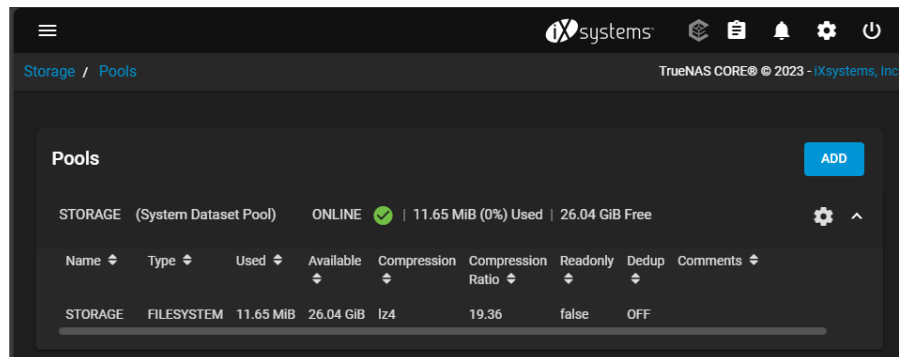 iXsystems™
Storage / Pools TrueNAS CORE® © 2023 - iXsystems, Inc
Pools ADD
STORAGE (System Dataset Pool) ONLINE | 11.65 MiB (0%) Used | 26.04 GiB Free
Name Type Used Available Compression Compression Ratio Readonly Dedup Comments
STORAGE FILESYSTEM 11.65 MiB 26.04 GiB lz4 19.36 false OFF